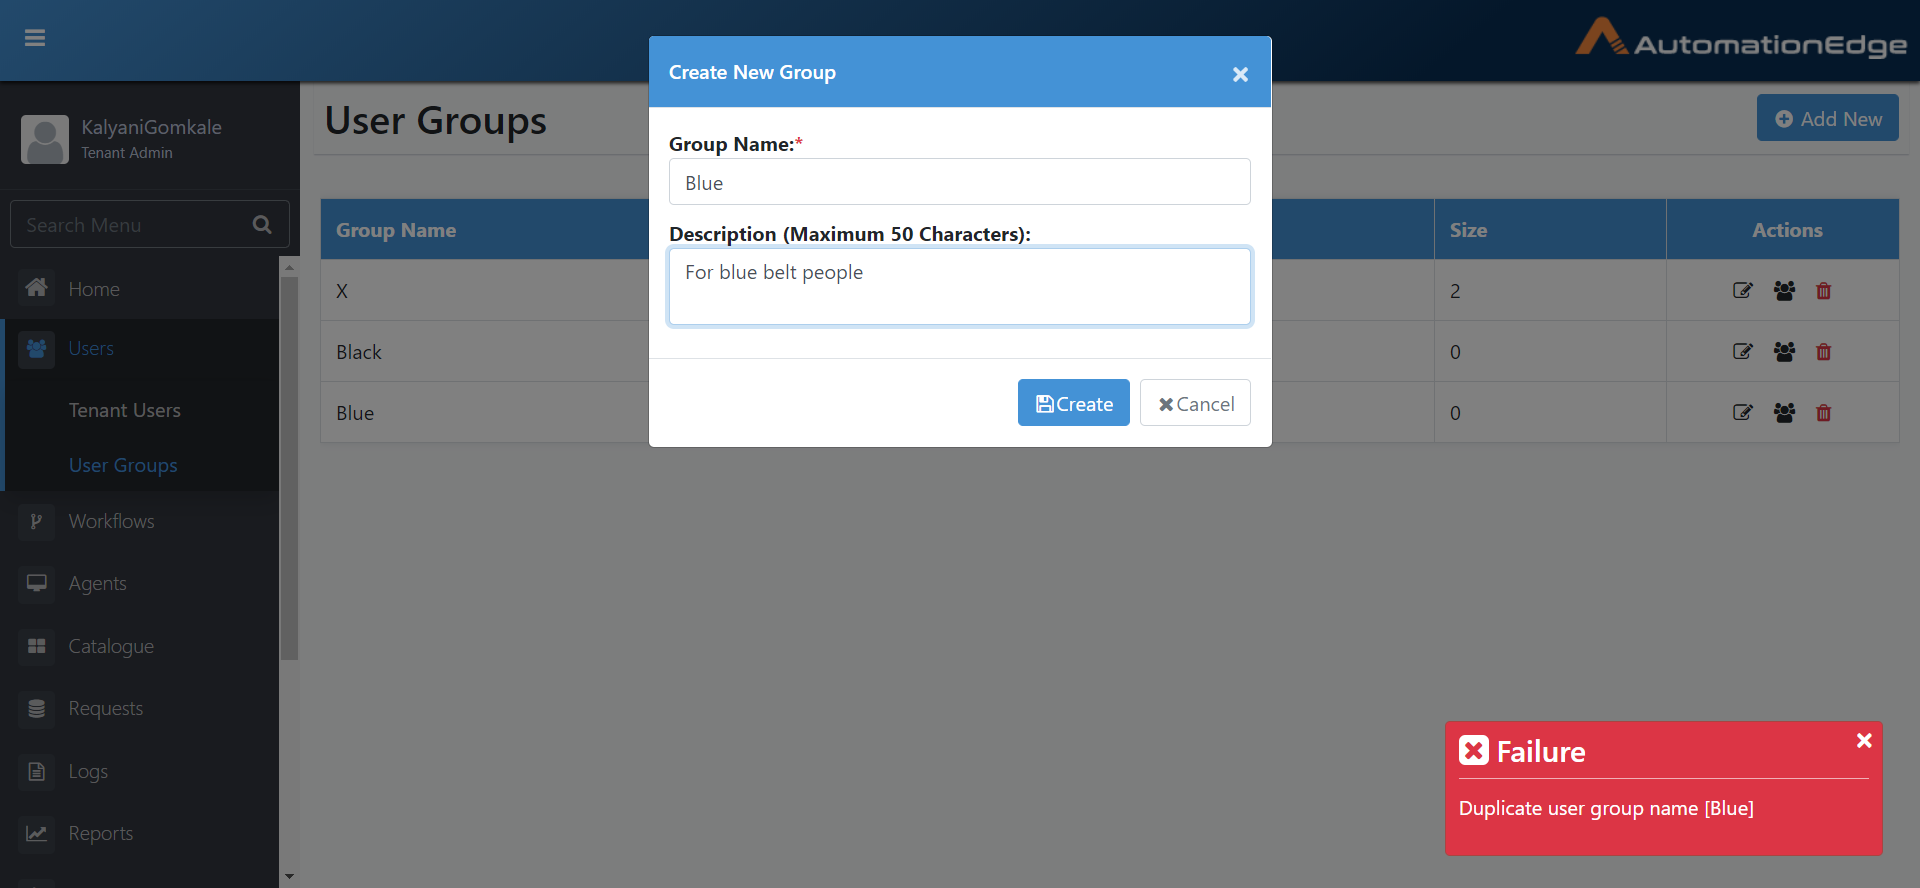 AutomationEdge
KalyaniGomkale
Tenant Admin
Search Menu
Home
Users
Tenant Users
User Groups
Workflows
Agents
Catalogue
Requests
Logs
Reports
User Groups
Add New
Group Name Size Actions
X 2
Black 0
Blue 0
Create New Group
Group Name:*
Blue
Description (Maximum 50 Characters):
For blue belt people
Create Cancel
Failure
Duplicate user group name [Blue]